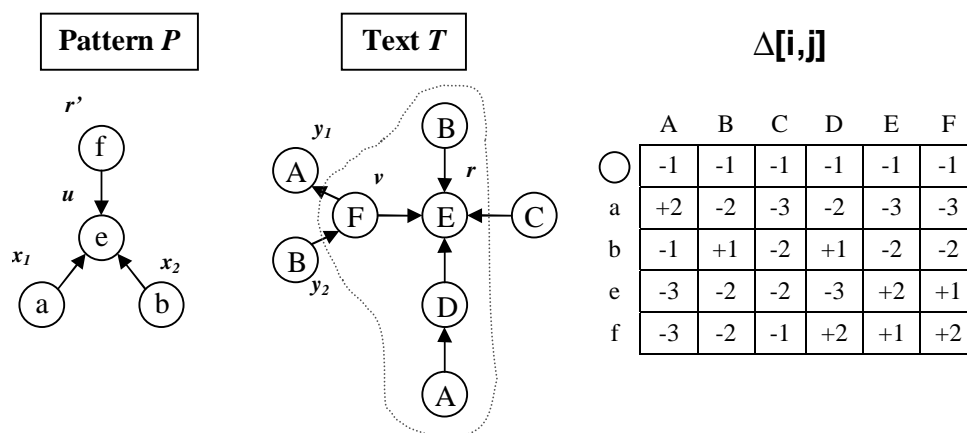 Pattern P
Text T
Δ[i,j]
r'
f
u
e
x1
x2
a
b
y1
A
v
F
B
y2
B
r
E
C
D
A
A B C D E F
-1 -1 -1 -1 -1 -1
a +2 -2 -3 -2 -3 -3
b -1 +1 -2 +1 -2 -2
e -3 -2 -2 -3 +2 +1
f -3 -2 -1 +2 +1 +2